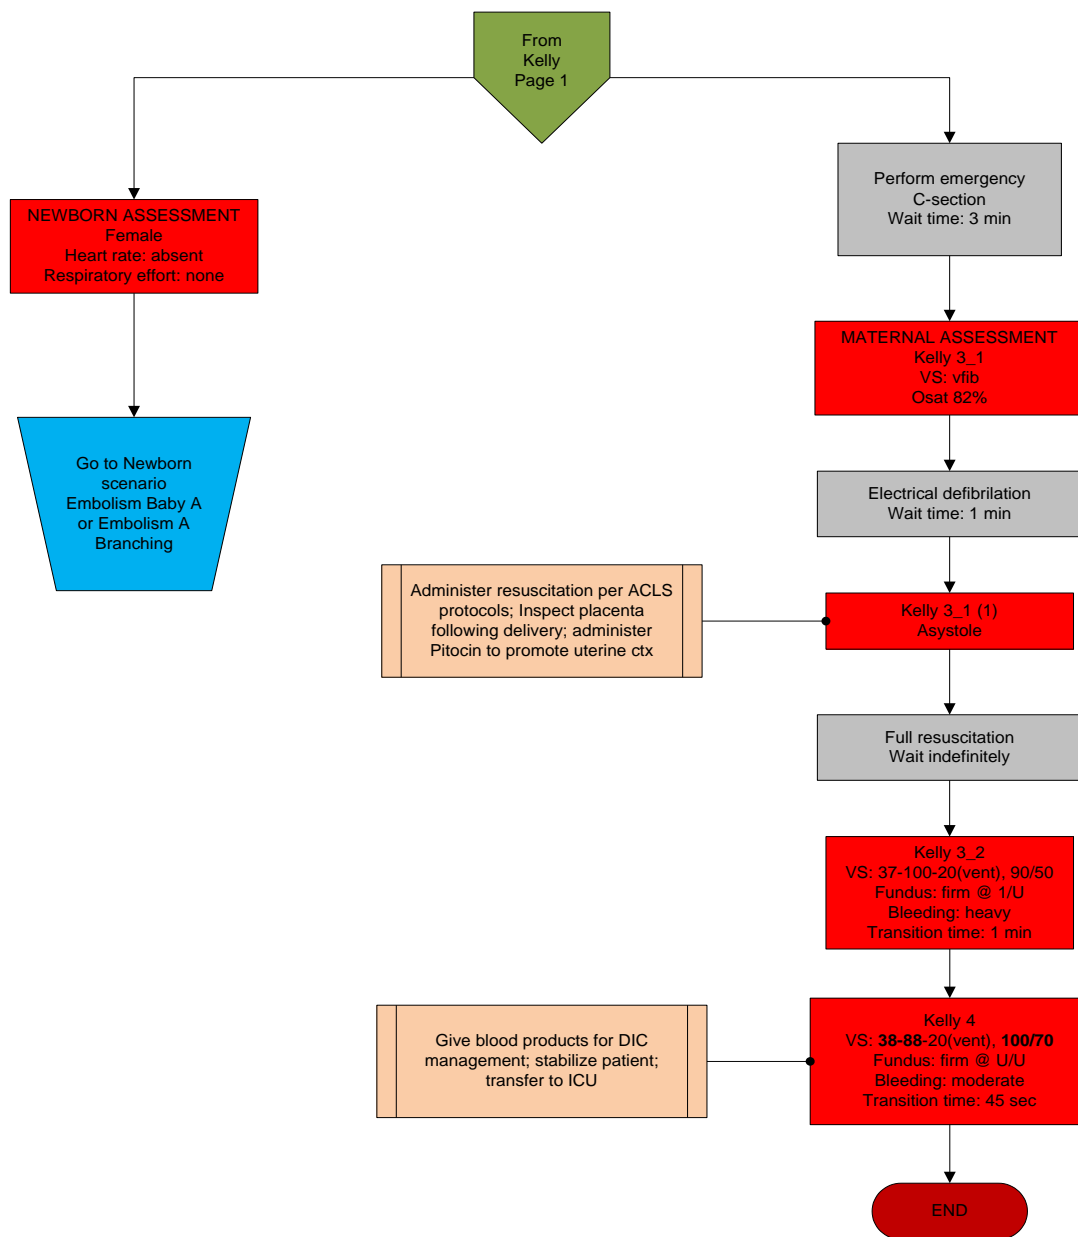 From
Kelly
Page 1
NEWBORN ASSESSMENT
Female
Heart rate: absent
Respiratory effort: none
Go to Newborn
scenario
Embolism Baby A
or Embolism A
Branching
Perform emergency
C-section
Wait time: 3 min
MATERNAL ASSESSMENT
Kelly 3_1
VS: vfib
Osat 82%
Electrical defibrilation
Wait time: 1 min
Administer resuscitation per ACLS
protocols; Inspect placenta
following delivery; administer
Pitocin to promote uterine ctx
Kelly 3_1 (1)
Asystole
Full resuscitation
Wait indefinitely
Kelly 3_2
VS: 37-100-20(vent), 90/50
Fundus: firm @ 1/U
Bleeding: heavy
Transition time: 1 min
Give blood products for DIC
management; stabilize patient;
transfer to ICU
Kelly 4
VS: 38-88-20(vent), 100/70
Fundus: firm @ U/U
Bleeding: moderate
Transition time: 45 sec
END